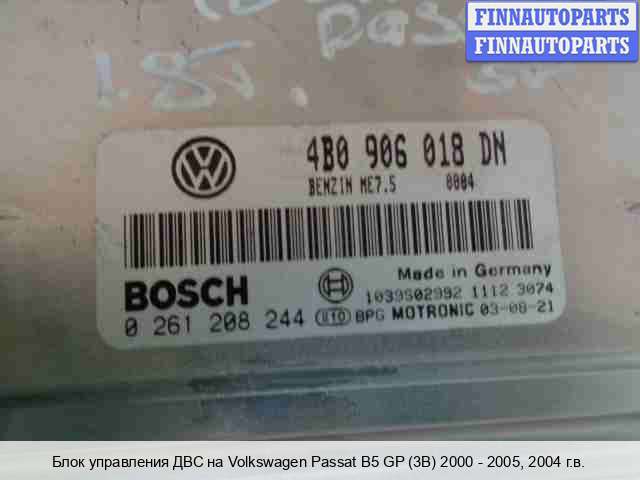 FINNAUTOPARTS
FINNAUTOPARTS
1.8T.
4B0 906 018 DN
BENZIN ME7.5 0004
BOSCH
Made in Germany
1039S02992 1112 3074
0 261 208 244 BPG MOTRONIC 03-08-21
Блок управления ДВС на Volkswagen Passat B5 GP (3B) 2000 - 2005, 2004 г.в.